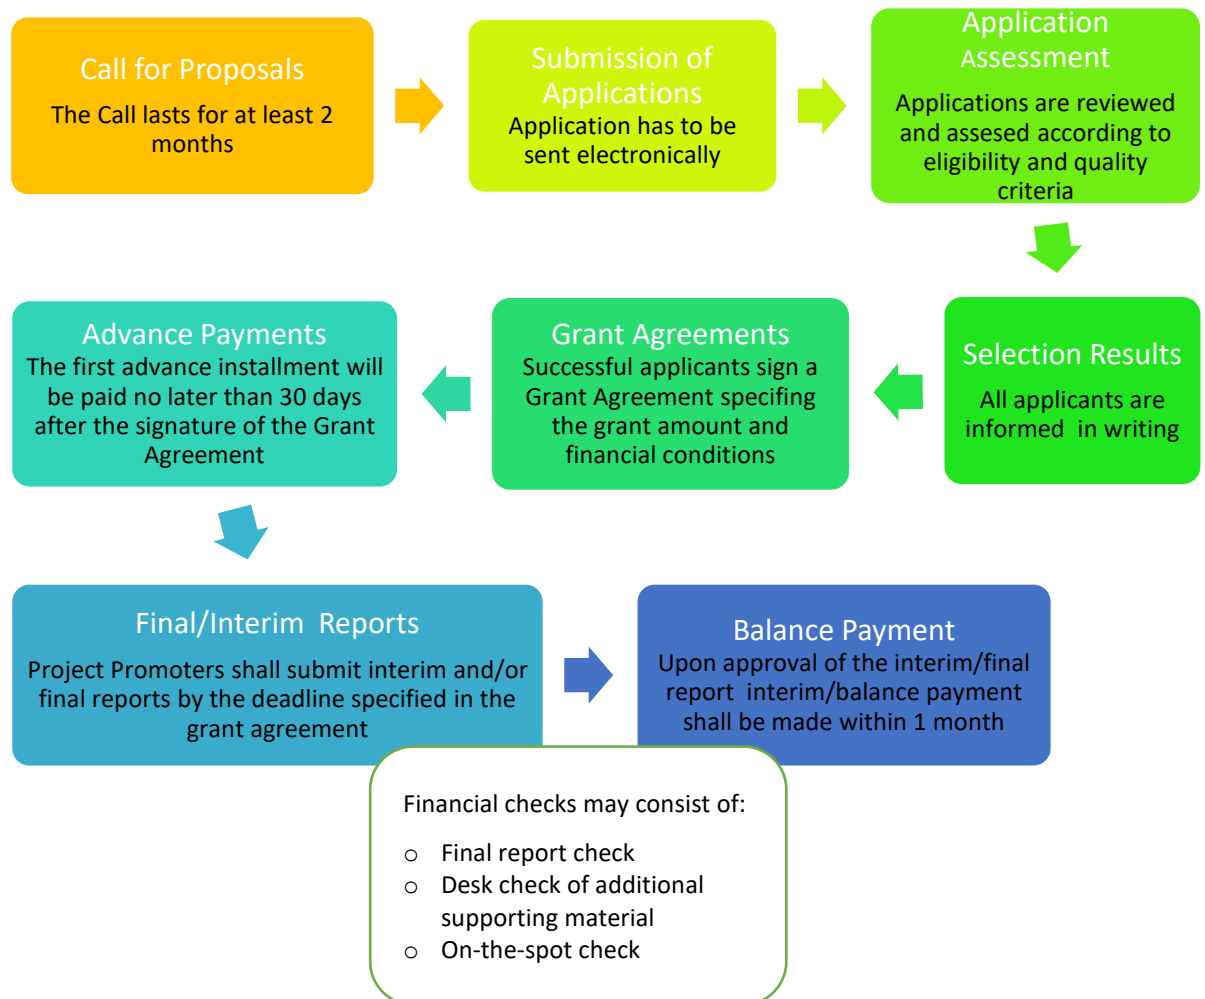 Call for Proposals
The Call lasts for at least 2
months
Submission of
Applications
Application has to be
sent electronically
Application
Assessment
Applications are reviewed
and assesed according to
eligibility and quality
criteria
Selection Results
All applicants are
informed in writing
Grant Agreements
Successful applicants sign a
Grant Agreement specifing
the grant amount and
financial conditions
Advance Payments
The first advance installment will
be paid no later than 30 days
after the signature of the Grant
Agreement
Final/Interim Reports
Project Promoters shall submit interim and/or
final reports by the deadline specified in the
grant agreement
Balance Payment
Upon approval of the interim/final
report interim/balance payment
shall be made within 1 month
Financial checks may consist of:
○ Final report check
○ Desk check of additional
supporting material
○ On-the-spot check